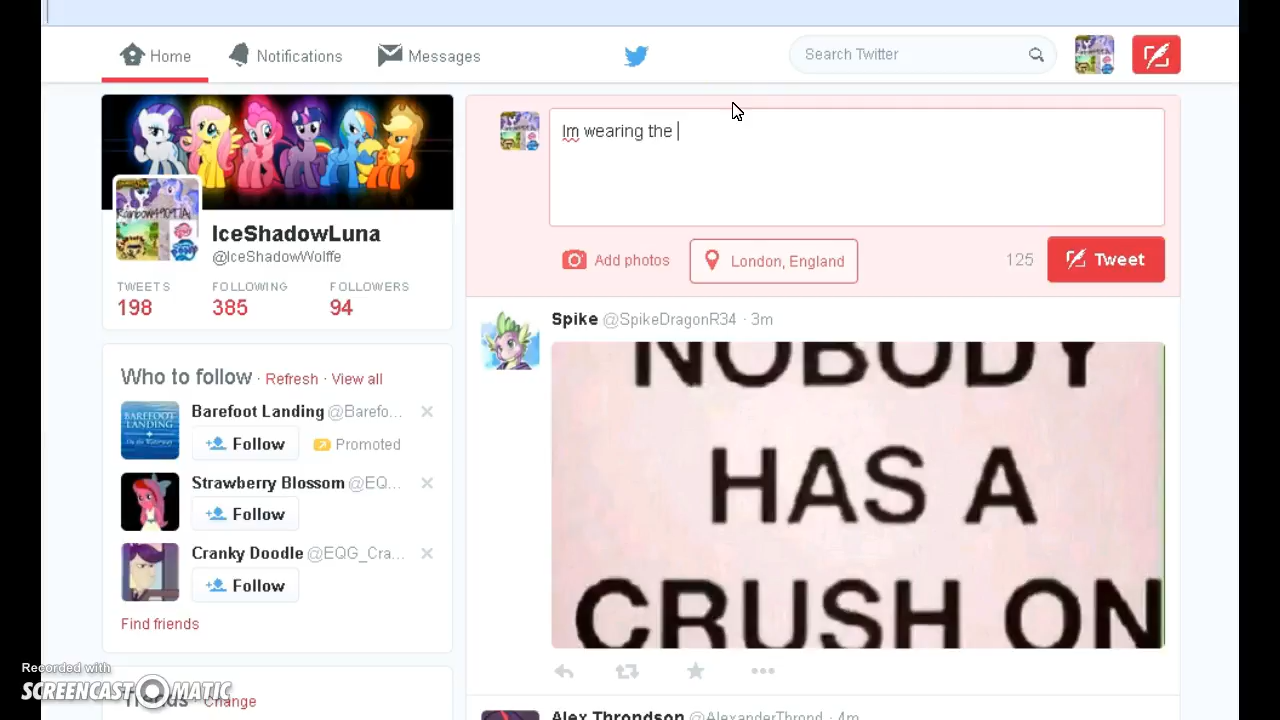 Home
Notifications
Messages
Search Twitter
Im wearing the
Add photos
London, England
125
Tweet
IceShadowLuna
@IceShadowWolffe
TWEETS FOLLOWING FOLLOWERS
198 385 94
Who to follow · Refresh · View all
Barefoot Landing @Barefo...
BAREFOOT LANDING
Follow
Promoted
Strawberry Blossom @EQ...
Follow
Cranky Doodle @EQG_Cra...
Follow
Find friends
Trends · Change
Spike @SpikeDragonR34 · 3m
NOBODY
HAS A
CRUSH ON
Alex Throndson @AlexanderThrond · 4m
Recorded with
SCREENCAST-O-MATIC